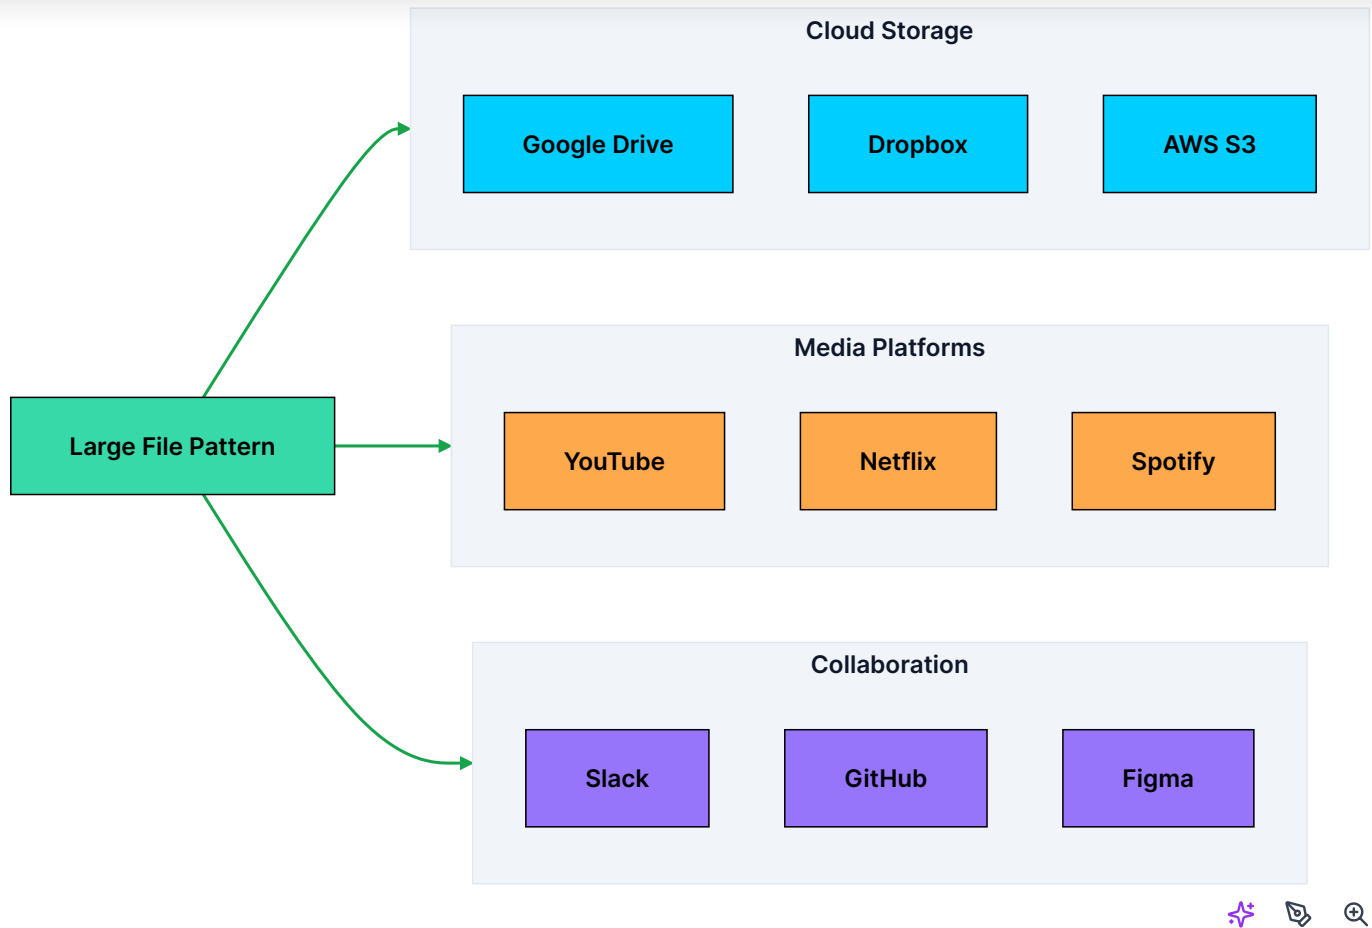 Cloud Storage
Google Drive
Dropbox
AWS S3
Media Platforms
Large File Pattern
YouTube
Netflix
Spotify
Collaboration
Slack
GitHub
Figma